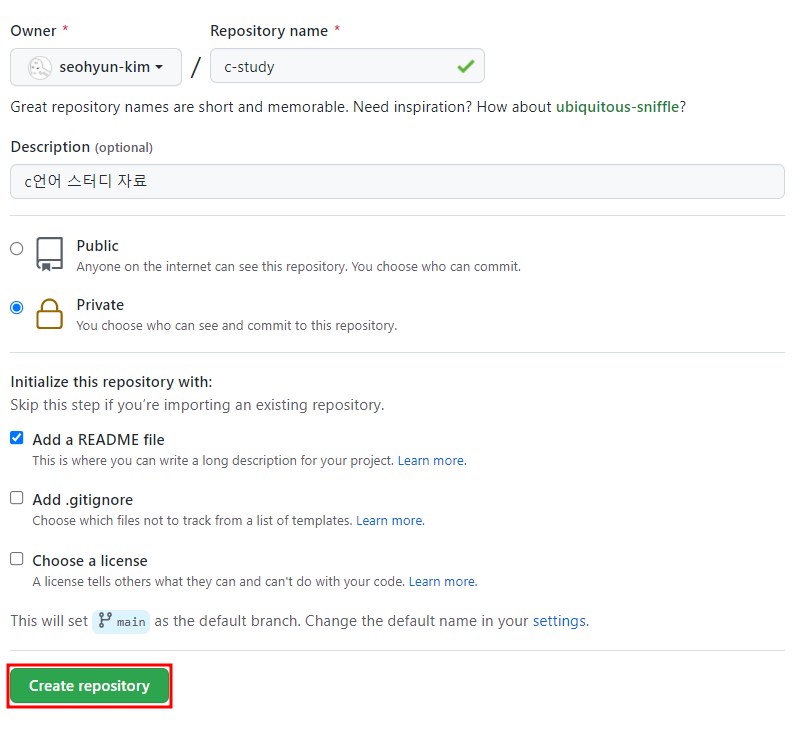 Owner * Repository name *
seohyun-kim / c-study
Great repository names are short and memorable. Need inspiration? How about ubiquitous-sniffle?
Description (optional)
c언어 스터디 자료
Public
Anyone on the internet can see this repository. You choose who can commit.
Private
You choose who can see and commit to this repository.
Initialize this repository with:
Skip this step if you're importing an existing repository.
Add a README file
This is where you can write a long description for your project. Learn more.
Add .gitignore
Choose which files not to track from a list of templates. Learn more.
Choose a license
A license tells others what they can and can't do with your code. Learn more.
This will set main as the default branch. Change the default name in your settings.
Create repository